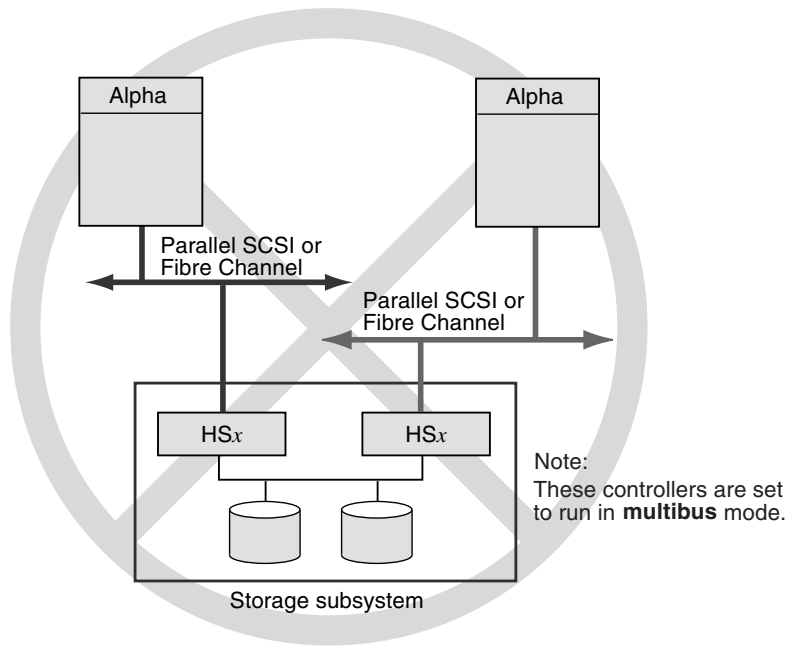 Alpha
Alpha
Parallel SCSI or
Fibre Channel
Parallel SCSI or
Fibre Channel
HSx
HSx
Note:
These controllers are set
to run in multibus mode.
Storage subsystem